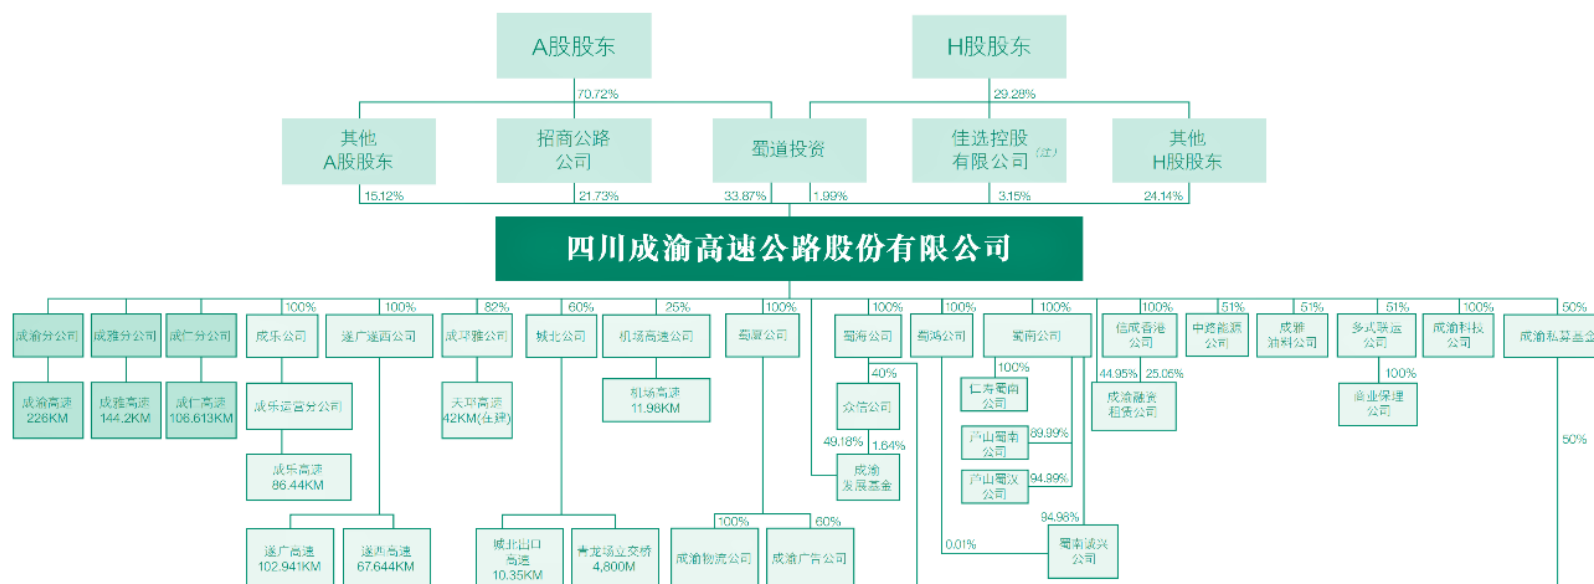 A股股东
H股股东
70.72%
29.28%
其他
A股股东
招商公路
公司
蜀道投资
佳选控股
有限公司 (注)
其他
H股股东
15.12%
21.73%
33.87%
1.99%
3.15%
24.14%
四川成渝高速公路股份有限公司
100%
100%
82%
60%
25%
100%
100%
100%
100%
100%
51%
51%
51%
100%
50%
成渝分公司
成雅分公司
成仁分公司
成乐公司
遂广遂西公司
成邛雅公司
城北公司
机场高速公司
蜀厦公司
蜀海公司
蜀鸿公司
蜀南公司
信成香港
公司
中路能源
公司
成雅
油料公司
多式联运
公司
成渝科技
公司
成渝私募基金
成渝高速
226KM
成雅高速
144.2KM
成仁高速
106.613KM
成乐运营分公司
天邛高速
42KM(在建)
机场高速
11.98KM
40%
众信公司
100%
仁寿蜀南
公司
44.95%
25.05%
成渝融资
租赁公司
100%
商业保理
公司
成乐高速
86.44KM
49.18%
1.64%
成渝
发展基金
芦山蜀南
公司
89.99%
芦山蜀汉
公司
94.99%
50%
遂广高速
102.941KM
遂西高速
67.644KM
城北出口
高速
10.35KM
青龙场立交桥
4,800M
100%
成渝物流公司
60%
成渝广告公司
0.01%
94.98%
蜀南诚兴
公司